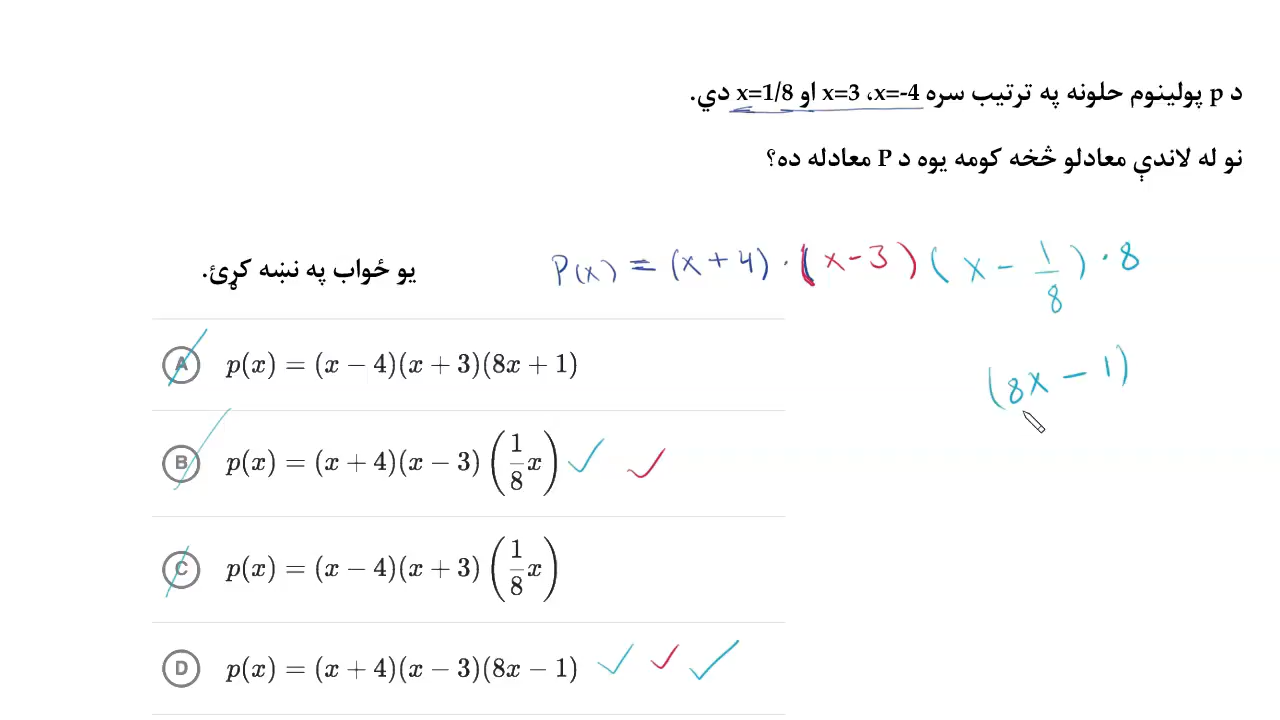 د p پولینوم حلونه په ترتیب سره x=-4، x=3 او x=1/8 دي.
نو له لاندې معادلو څخه کومه یوه د P معادله ده؟
P(x) = (x + 4) · (x - 3) (x - 1/8) · 8
یو ځواب په نښه کړئ.
(8x - 1)
A p(x) = (x − 4)(x + 3)(8x + 1)
B p(x) = (x + 4)(x − 3)(1/8 x)
C p(x) = (x − 4)(x + 3)(1/8 x)
D p(x) = (x + 4)(x − 3)(8x − 1)